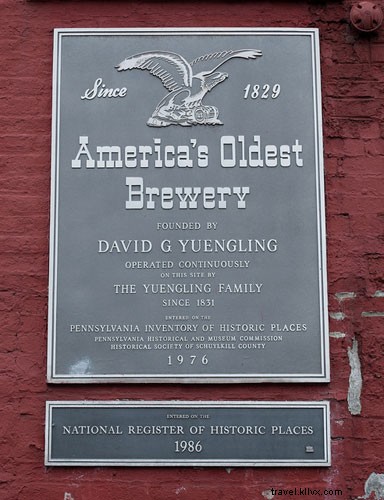 Since 1829
America's Oldest
Brewery
FOUNDED BY
DAVID G YUENGLING
OPERATED CONTINUOUSLY
ON THIS SITE BY
THE YUENGLING FAMILY
SINCE 1831
ENTERED ON THE
PENNSYLVANIA INVENTORY OF HISTORIC PLACES
PENNSYLVANIA HISTORICAL AND MUSEUM COMMISSION
HISTORICAL SOCIETY OF SCHUYLKILL COUNTY
1976
ENTERED ON THE
NATIONAL REGISTER OF HISTORIC PLACES
1986
travel.kllvx.com